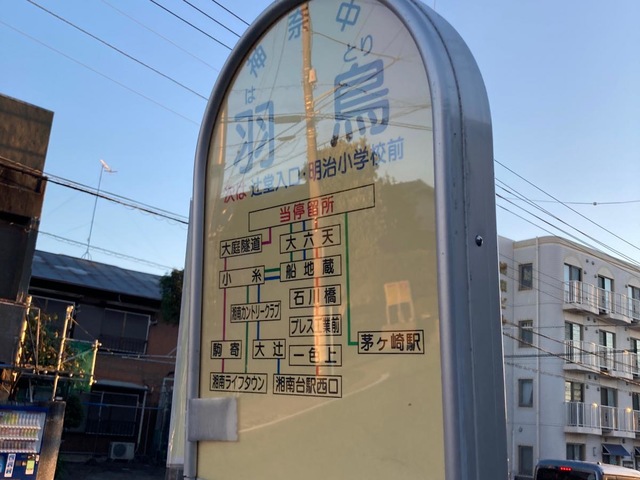 神奈中
はとり
羽鳥
次は 辻堂入口・明治小学校前
当停留所
大庭隧道
大六天
小糸
船地蔵
湘南カントリークラブ
石川橋
プレス工業前
茅ヶ崎駅
駒寄
大辻
一色上
湘南ライフタウン
湘南台駅西口